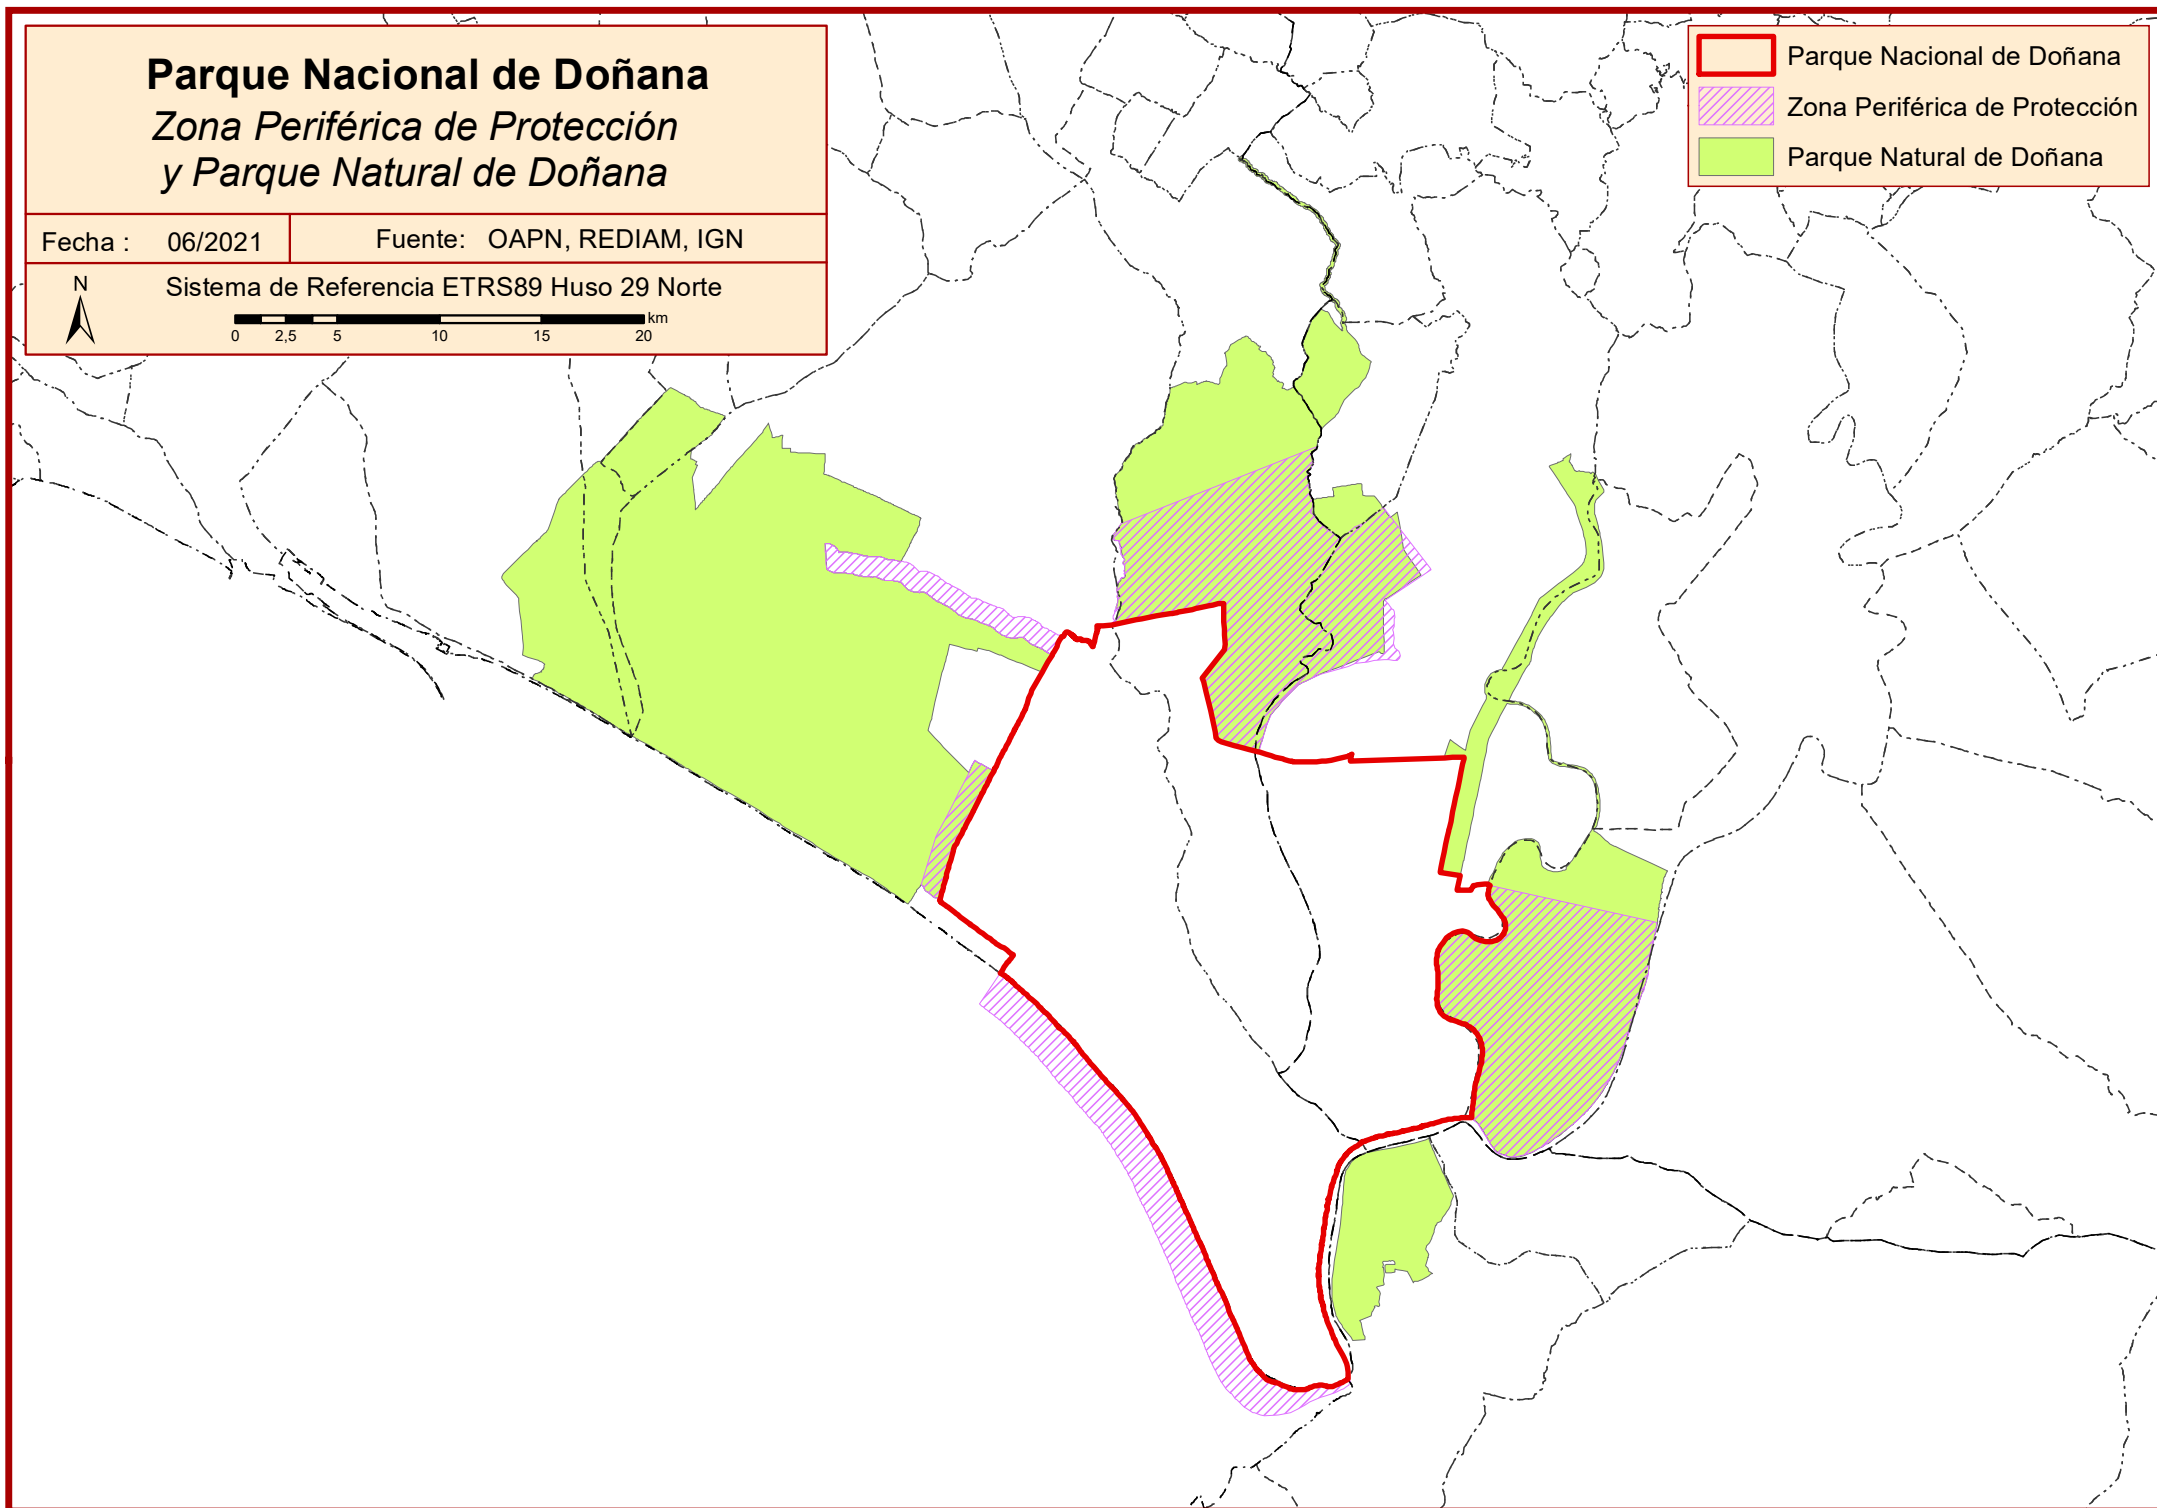 Parque Nacional de Doñana
Zona Periférica de Protección
y Parque Natural de Doñana
Fecha : 06/2021 Fuente: OAPN, REDIAM, IGN
N
Sistema de Referencia ETRS89 Huso 29 Norte
km
0 2,5 5 10 15 20
Parque Nacional de Doñana
Zona Periférica de Protección
Parque Natural de Doñana